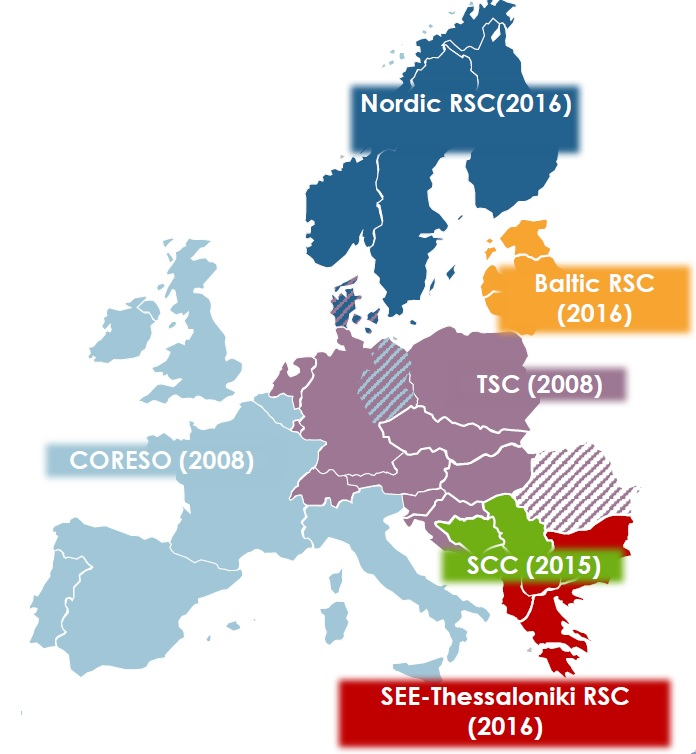 Nordic RSC(2016)
Baltic RSC
(2016)
TSC (2008)
CORESO (2008)
SCC (2015)
SEE-Thessaloniki RSC
(2016)